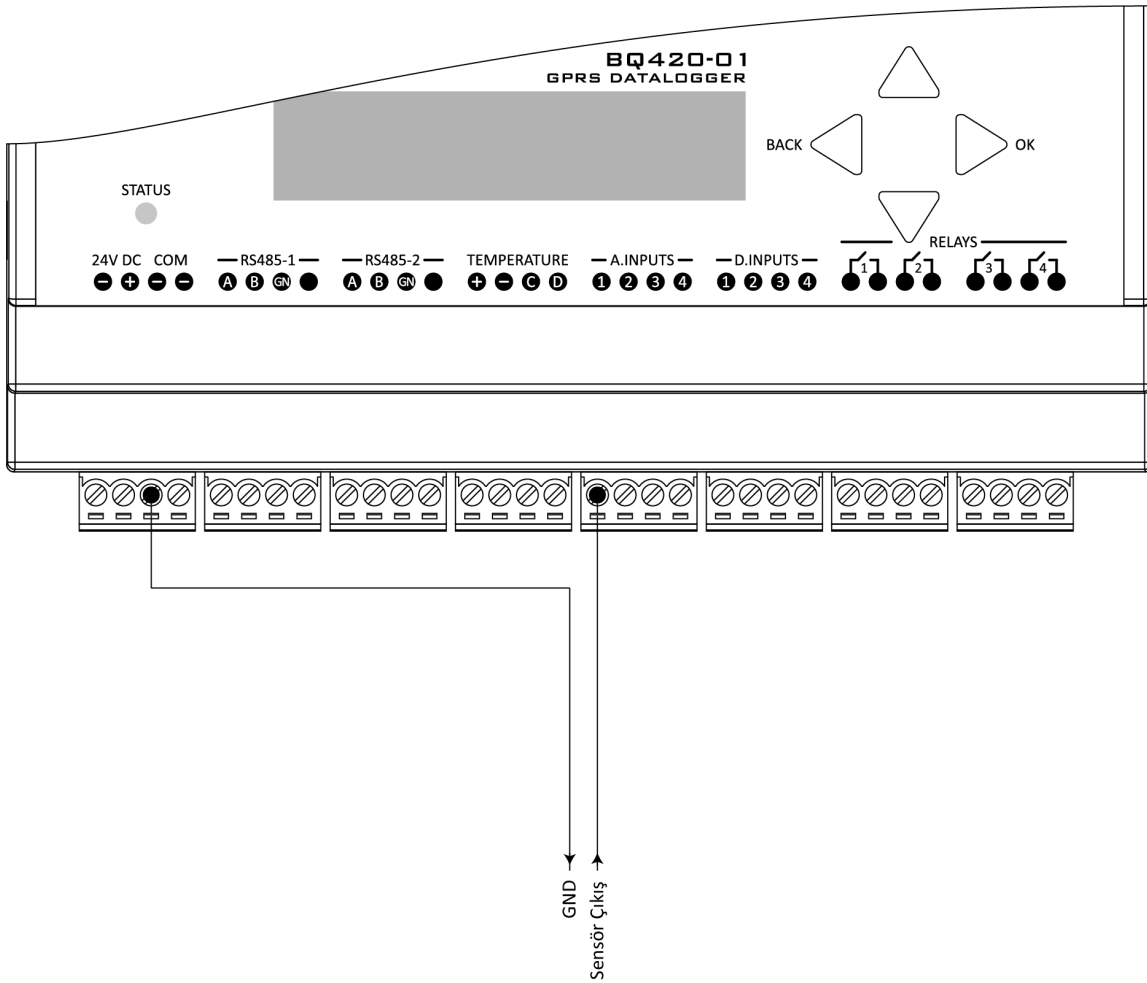 BQ420-01
GPRS DATALOGGER
BACK
OK
STATUS
RELAYS
24V DC COM
RS485-1
RS485-2
TEMPERATURE
A.INPUTS
D.INPUTS
1 2 3 4
− + − −
A B GN
A B GN
+ − C D
1 2 3 4
1 2 3 4
GND
Sensör Çıkış